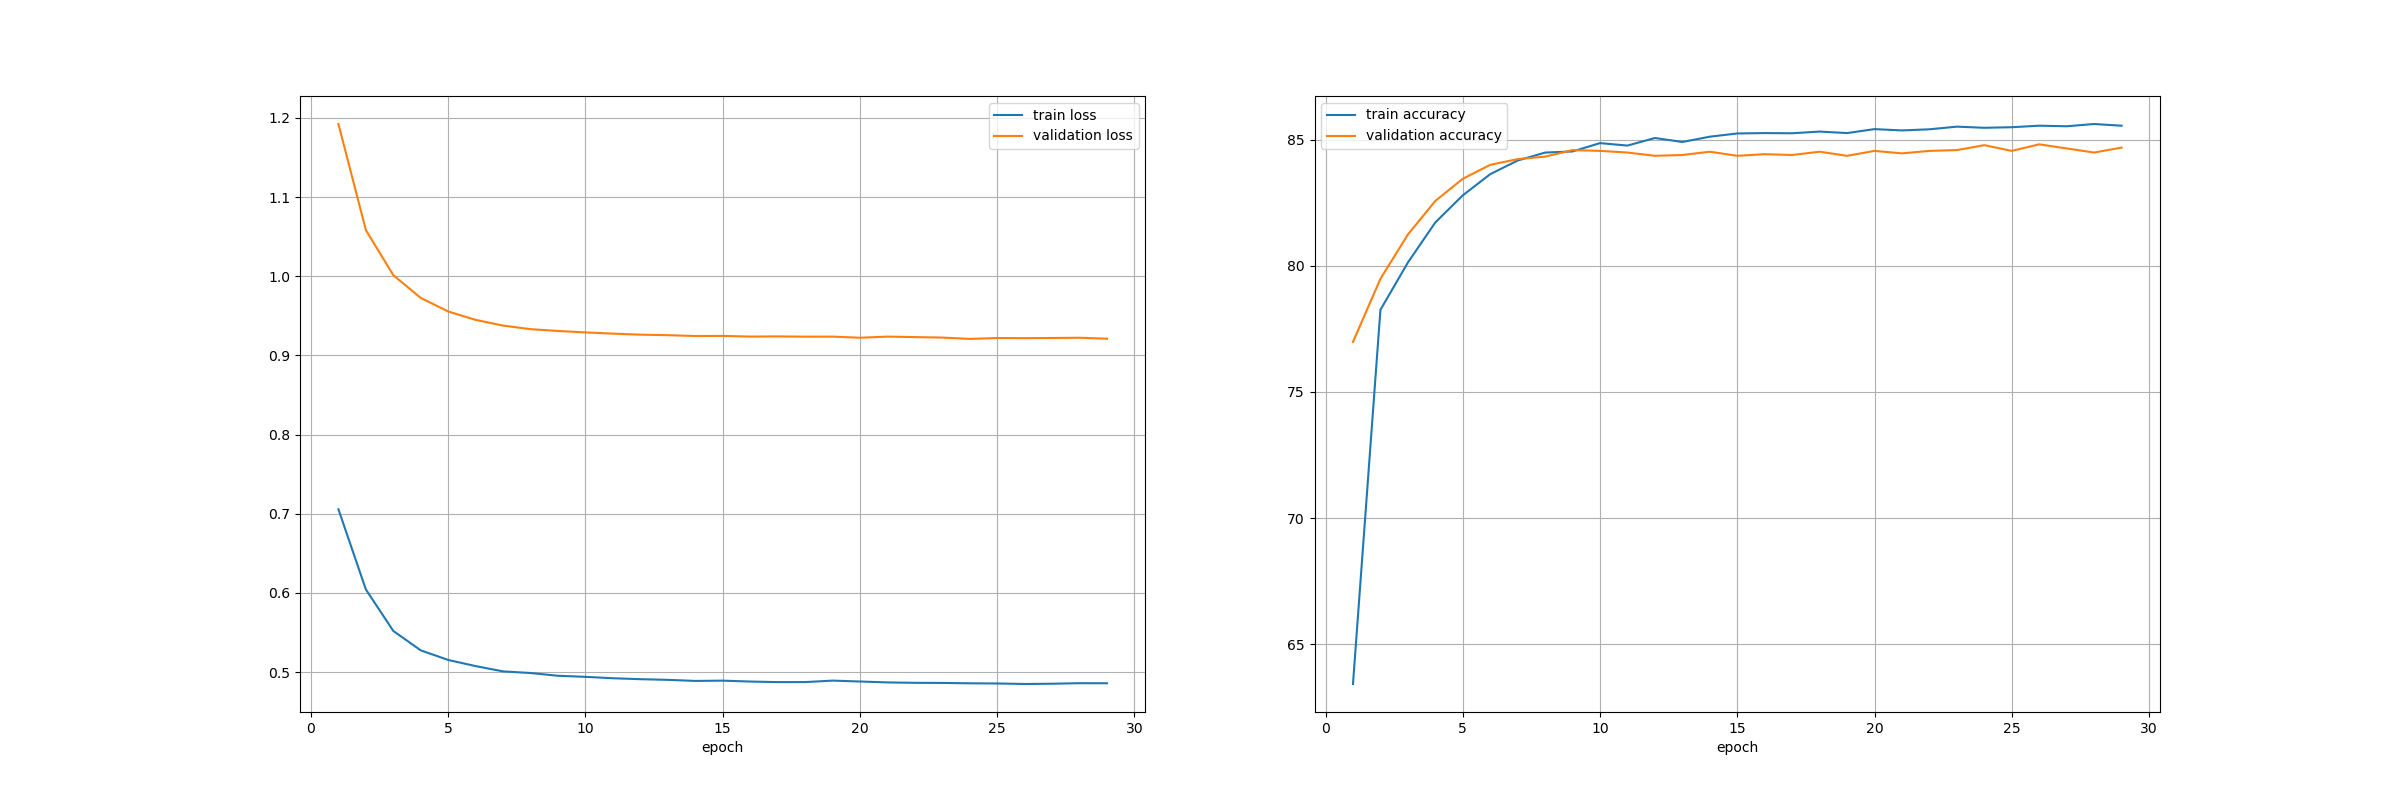 train loss
validation loss
1.2
1.1
1.0
0.9
0.8
0.7
0.6
0.5
0 5 10 15 20 25 30
epoch
train accuracy
validation accuracy
85
80
75
70
65
0 5 10 15 20 25 30
epoch